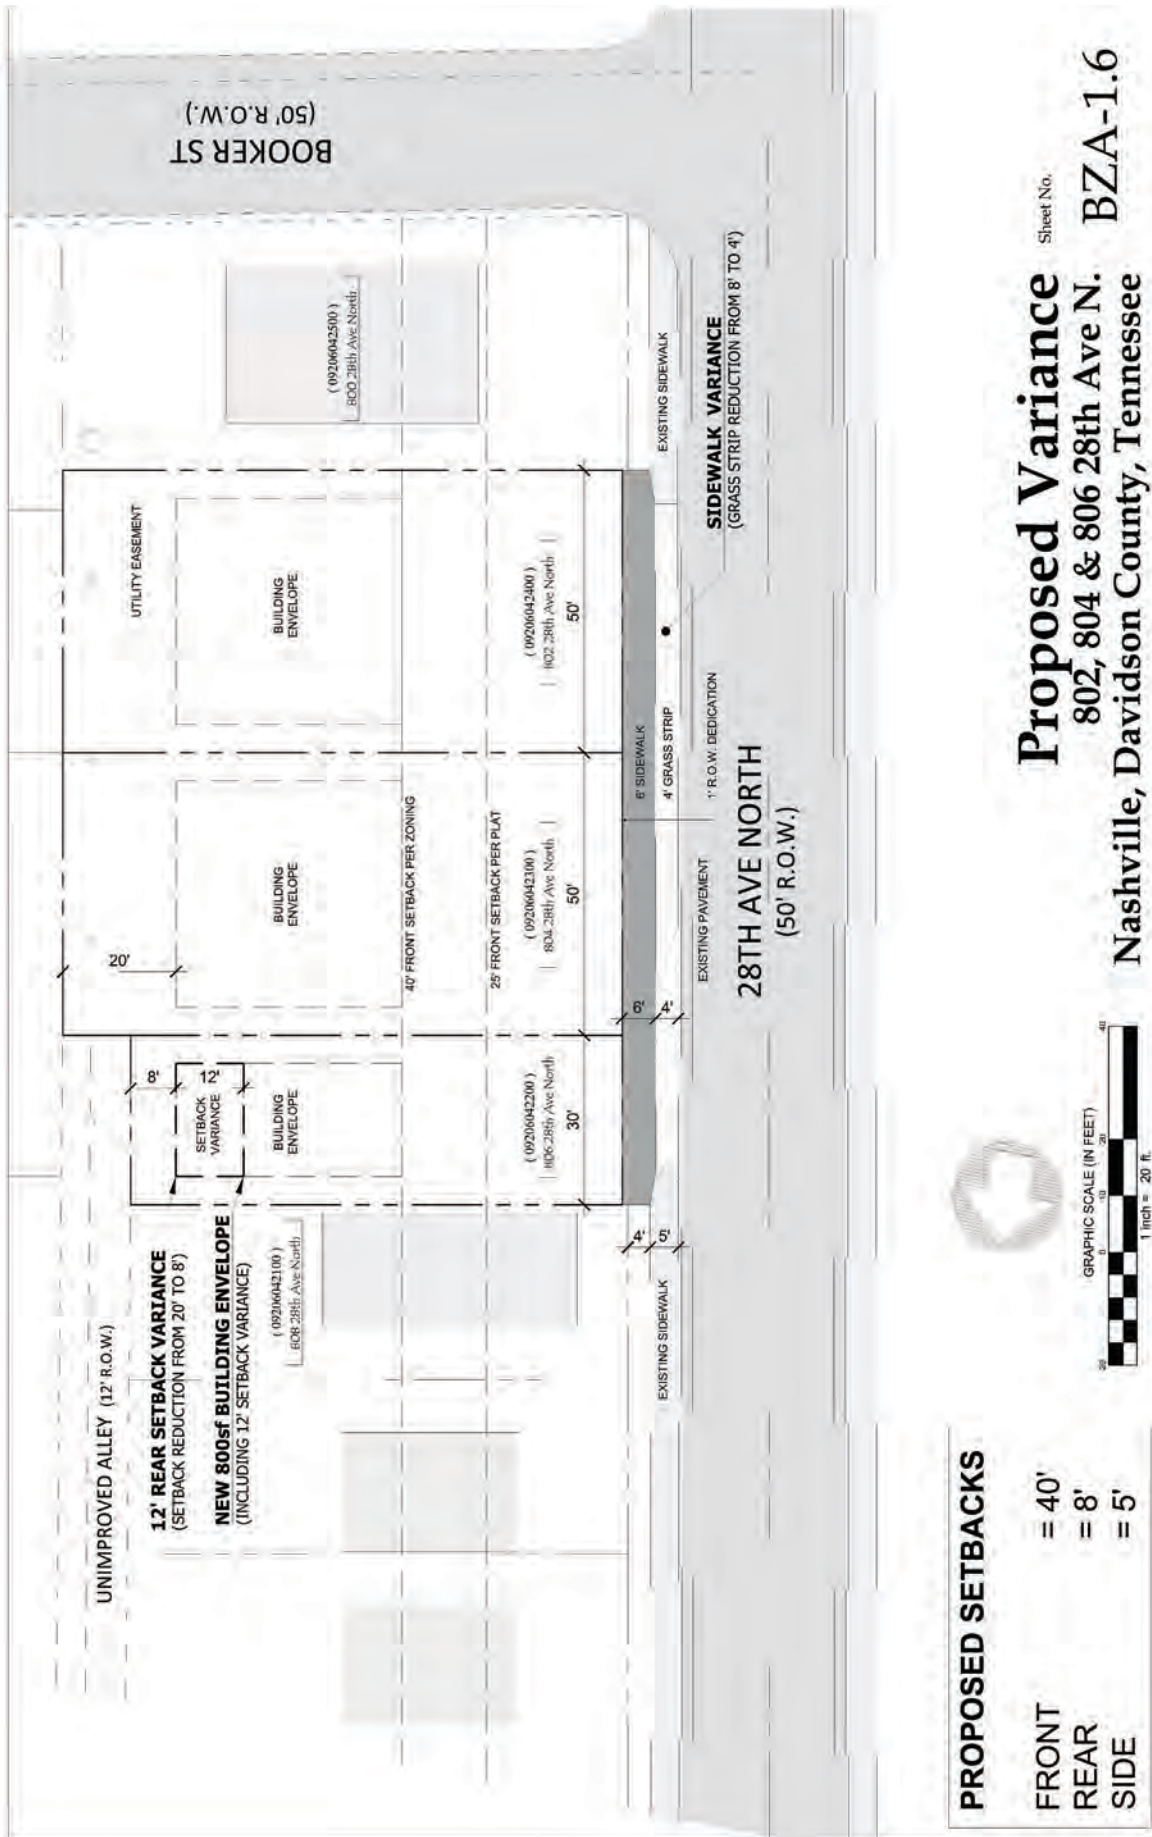 BOOKER ST
(50' R.O.W.)
UNIMPROVED ALLEY (12' R.O.W.)
12' REAR SETBACK VARIANCE
(SETBACK REDUCTION FROM 20' TO 8')
NEW 800sf BUILDING ENVELOPE
(INCLUDING 12' SETBACK VARIANCE)
( 09206042100 )
808 28th Ave North
8'
12'
SETBACK
VARIANCE
BUILDING
ENVELOPE
20'
BUILDING
ENVELOPE
UTILITY EASEMENT
BUILDING
ENVELOPE
( 09206042500 )
800 28th Ave North
40' FRONT SETBACK PER ZONING
25' FRONT SETBACK PER PLAT
( 09206042200 )
806 28th Ave North
30'
( 09206042300 )
804 28th Ave North
50'
( 09206042400 )
802 28th Ave North
50'
EXISTING SIDEWALK
4'
5'
6'
4'
6' SIDEWALK
4' GRASS STRIP
1' R.O.W. DEDICATION
EXISTING PAVEMENT
EXISTING SIDEWALK
SIDEWALK VARIANCE
(GRASS STRIP REDUCTION FROM 8' TO 4')
28TH AVE NORTH
(50' R.O.W.)
PROPOSED SETBACKS
FRONT = 40'
REAR = 8'
SIDE = 5'
GRAPHIC SCALE (IN FEET)
20 0 10 20 40
1 inch = 20 ft.
Proposed Variance
802, 804 & 806 28th Ave N.
Nashville, Davidson County, Tennessee
Sheet No.
BZA-1.6